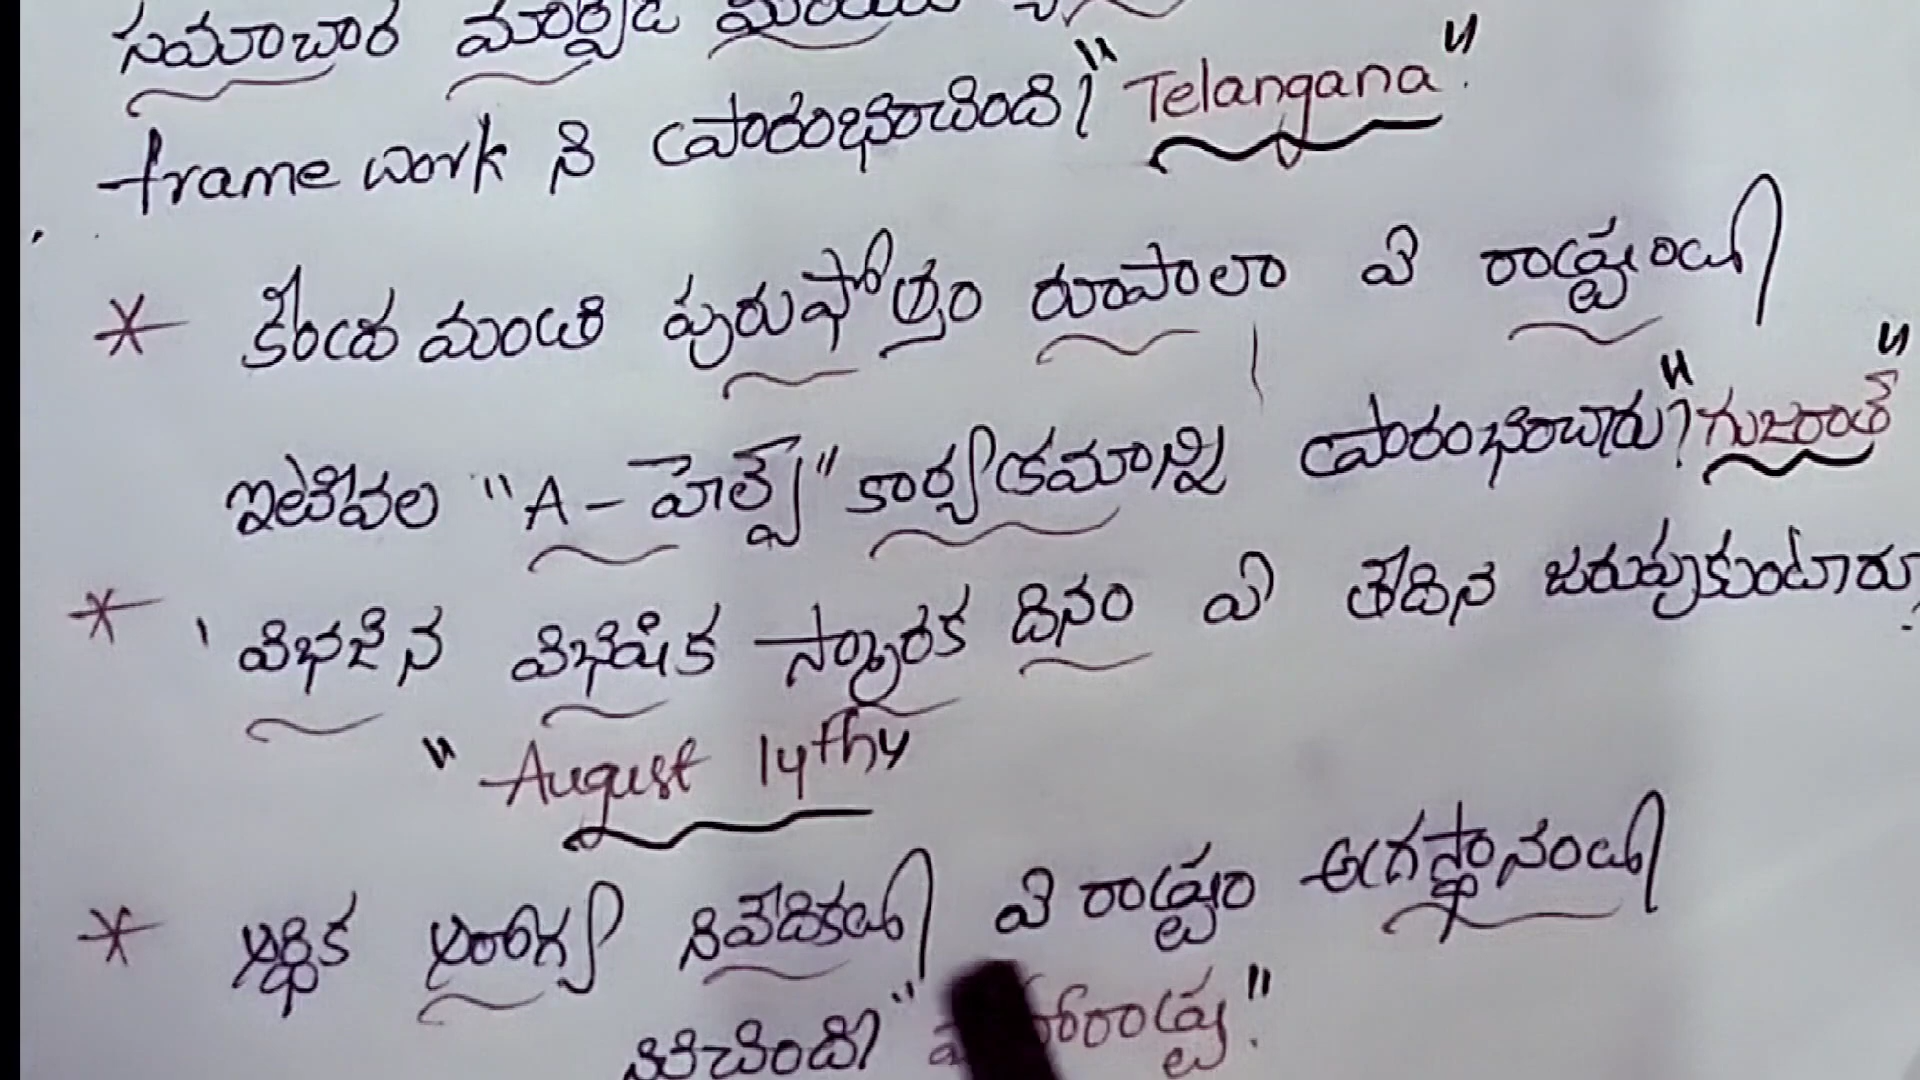 సమాచార మార్పిడి మరియు
frame work ని ప్రారంభించింది? "Telangana".
* కేంద్ర మంత్రి పురుషోత్తం రూపాలా ఏ రాష్ట్రంలో
ఇటీవల "A - హెల్ప్" కార్యక్రమాన్ని ప్రారంభించారు? "గుజరాత్"
* 'విభజన విభీషిక స్మారక దినం ఏ తేదిన జరుపుకుంటారు?
"August 14th"
* ఆర్థిక ఆరోగ్య నివేదికలో ఏ రాష్ట్రం అగ్రస్థానంలో
నిలిచింది?